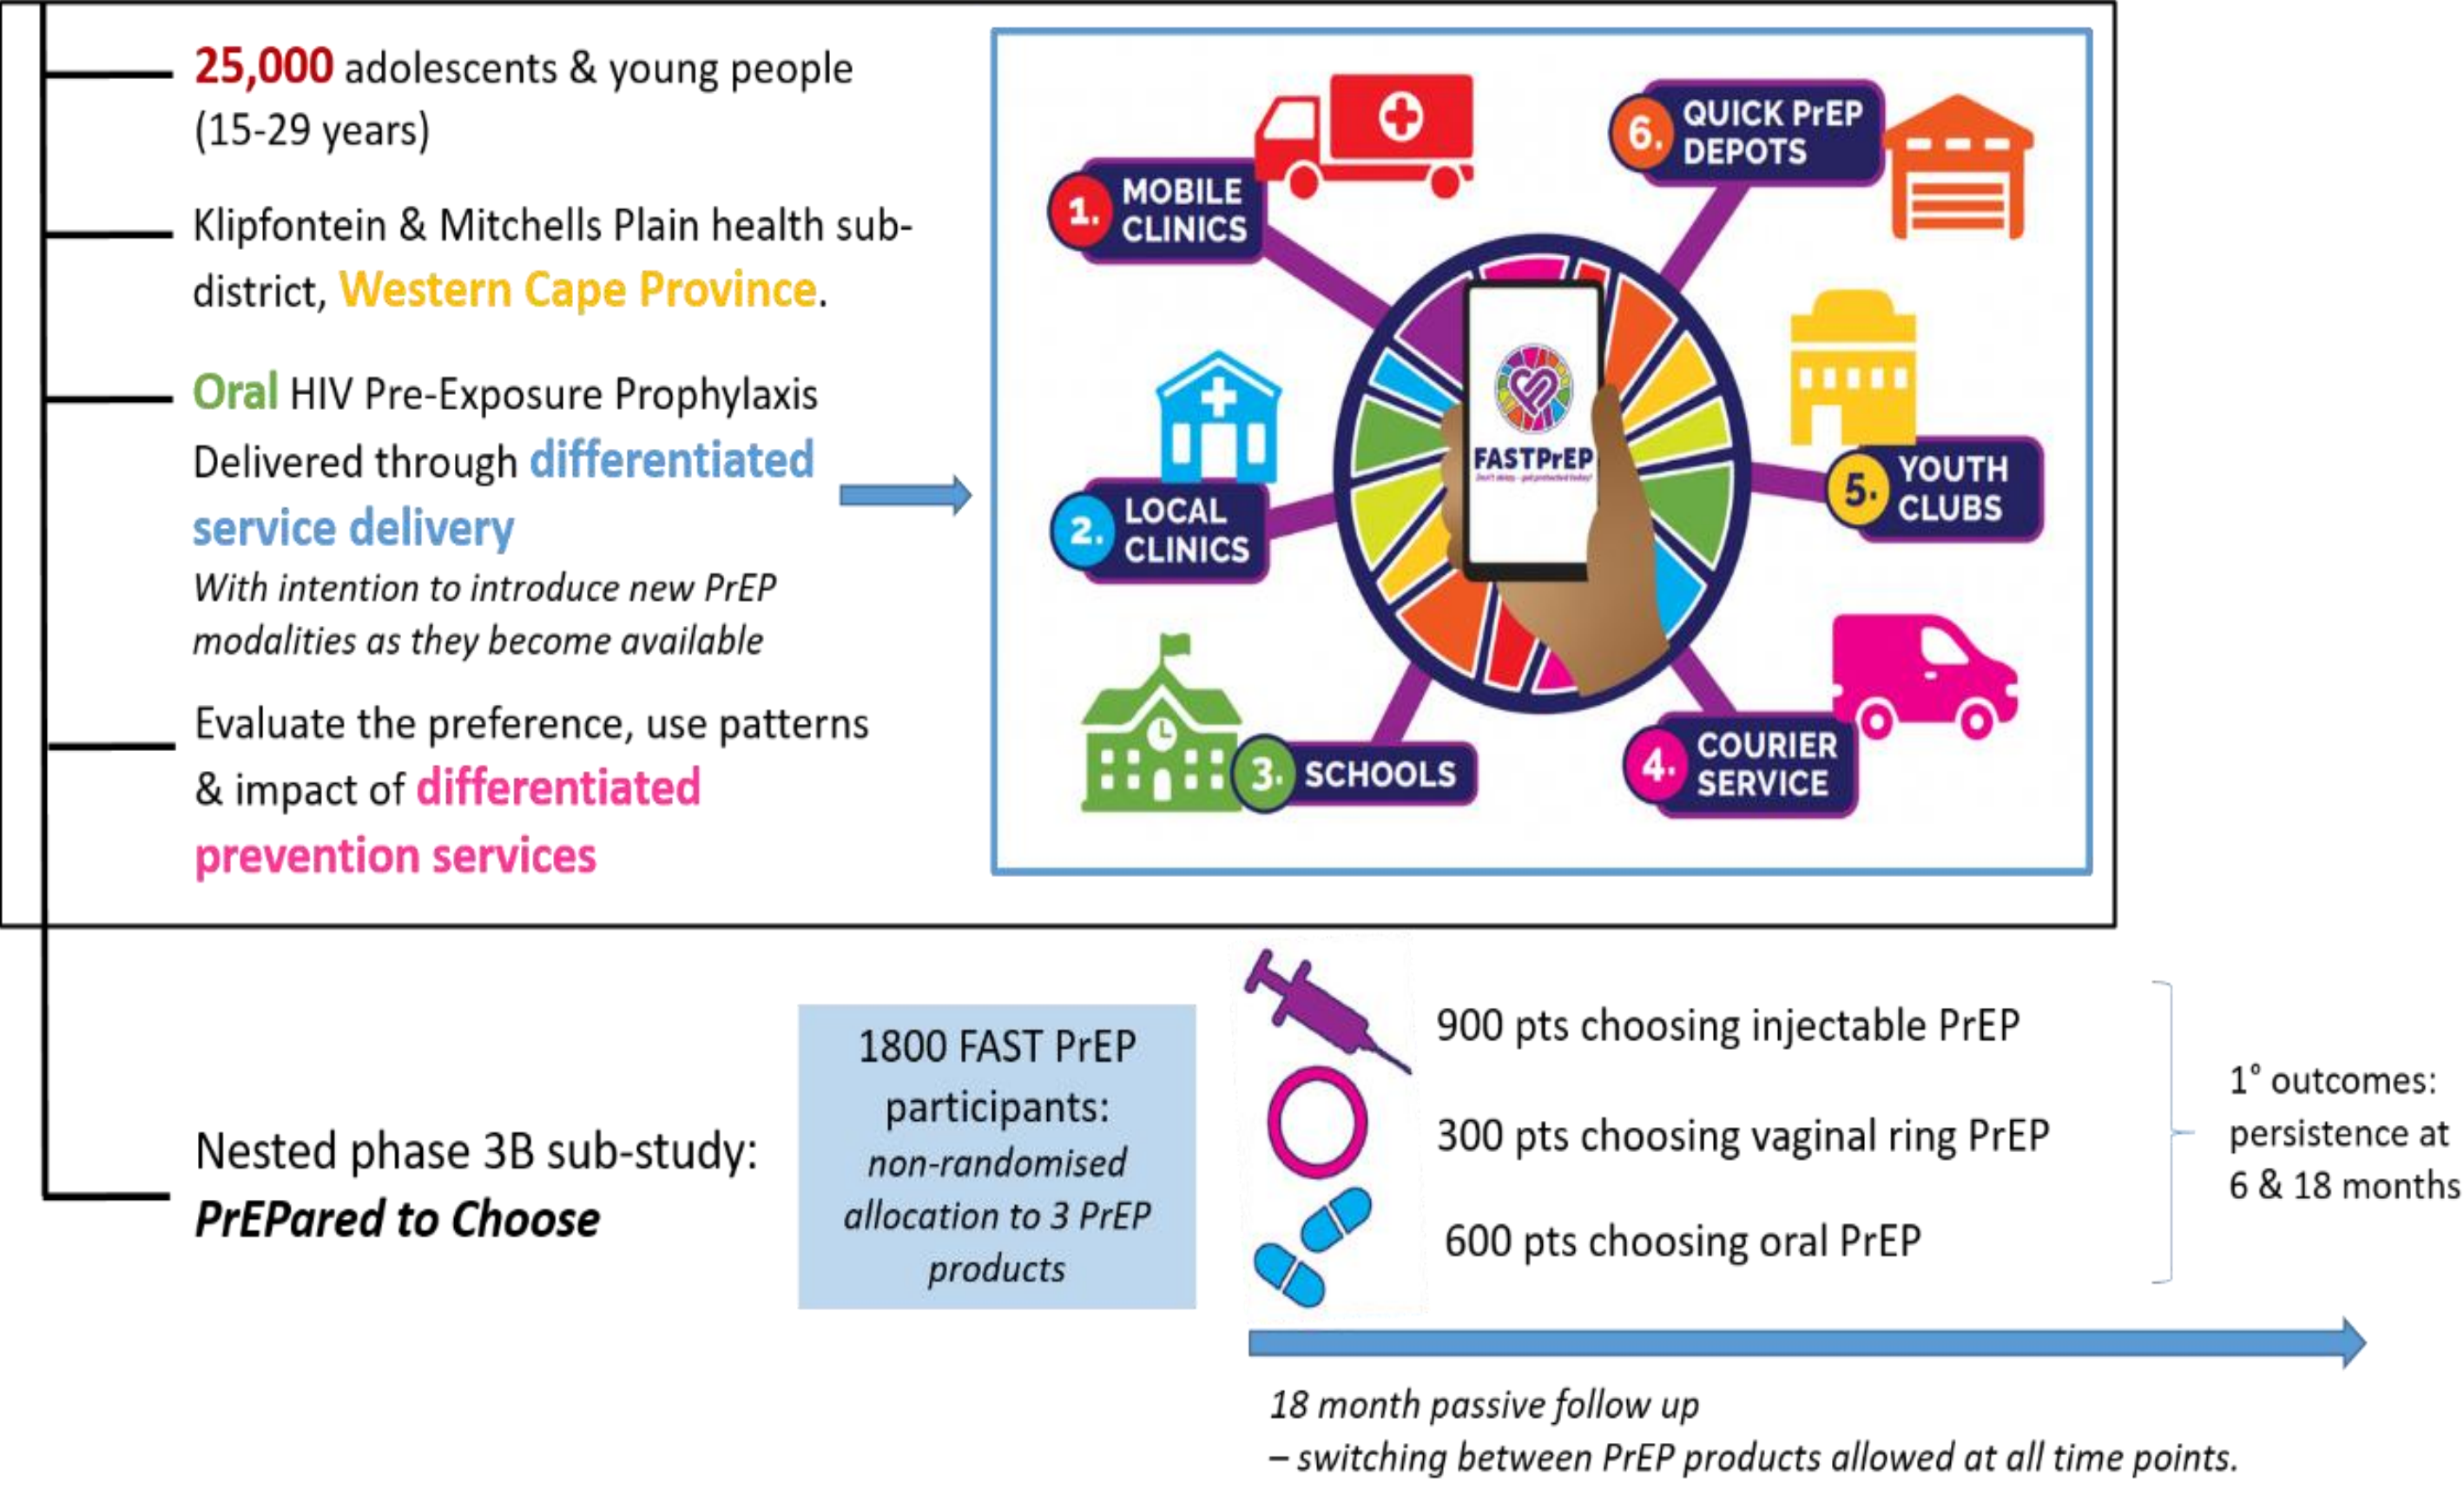 25,000 adolescents & young people
(15-29 years)
Klipfontein & Mitchells Plain health sub-
district, Western Cape Province.
Oral HIV Pre-Exposure Prophylaxis
Delivered through differentiated
service delivery
With intention to introduce new PrEP
modalities as they become available
Evaluate the preference, use patterns
& impact of differentiated
prevention services
1. MOBILE
CLINICS
2. LOCAL
CLINICS
3. SCHOOLS
4. COURIER
SERVICE
5. YOUTH
CLUBS
6. QUICK PrEP
DEPOTS
FASTPrEP
Don't delay - get protected today!
Nested phase 3B sub-study:
PrEPared to Choose
1800 FAST PrEP
participants:
non-randomised
allocation to 3 PrEP
products
900 pts choosing injectable PrEP
300 pts choosing vaginal ring PrEP
600 pts choosing oral PrEP
1° outcomes:
persistence at
6 & 18 months
18 month passive follow up
– switching between PrEP products allowed at all time points.